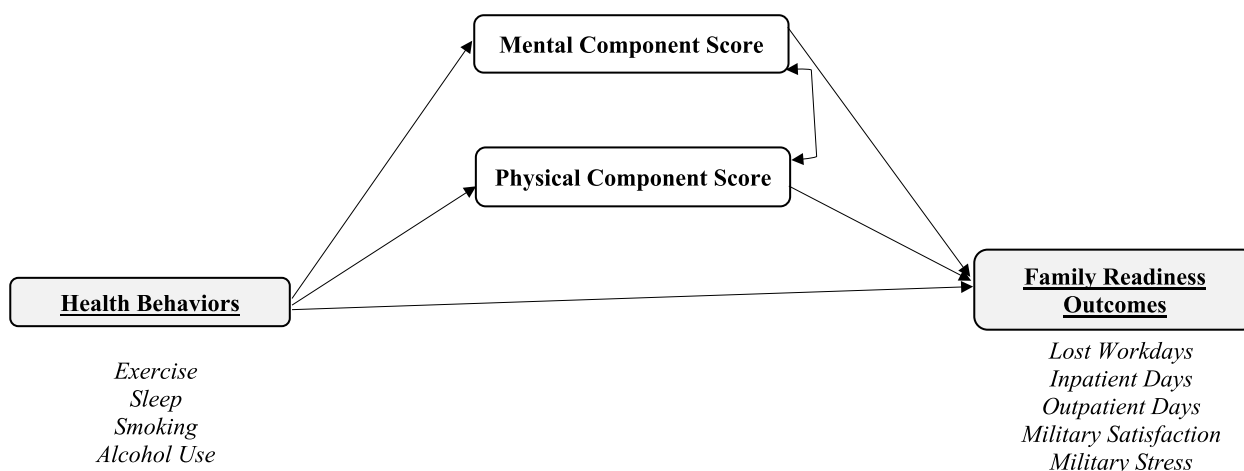 Mental Component Score
Physical Component Score
Health Behaviors
Exercise
Sleep
Smoking
Alcohol Use
Family Readiness
Outcomes
Lost Workdays
Inpatient Days
Outpatient Days
Military Satisfaction
Military Stress